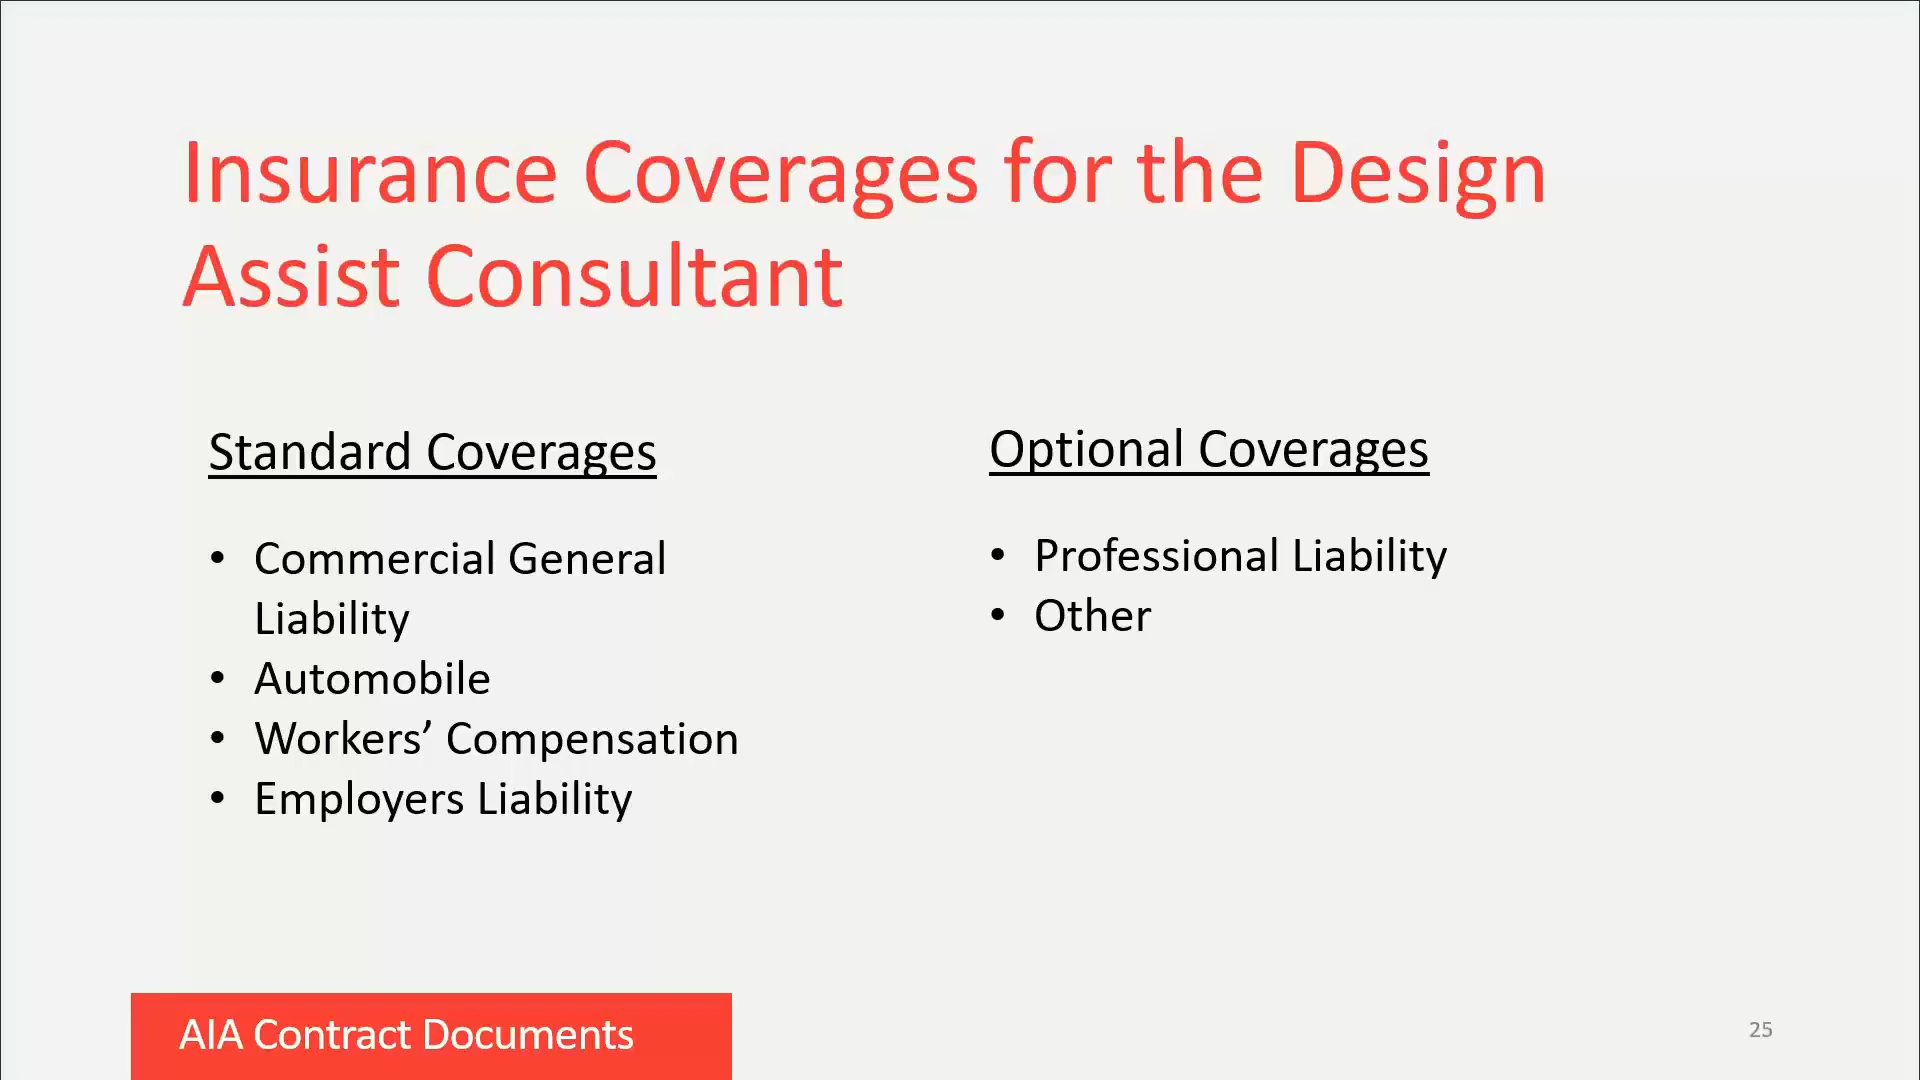 Insurance Coverages for the Design
Assist Consultant
Standard Coverages
• Commercial General
Liability
• Automobile
• Workers’ Compensation
• Employers Liability
Optional Coverages
• Professional Liability
• Other
AIA Contract Documents
25